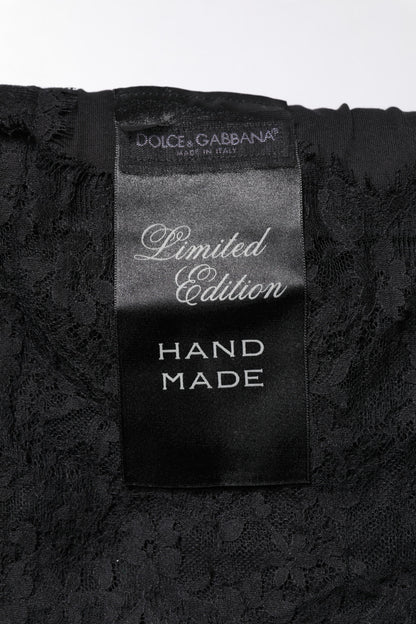 DOLCE & GABBANA®
MADE IN ITALY
Limited
Edition
HAND
MADE